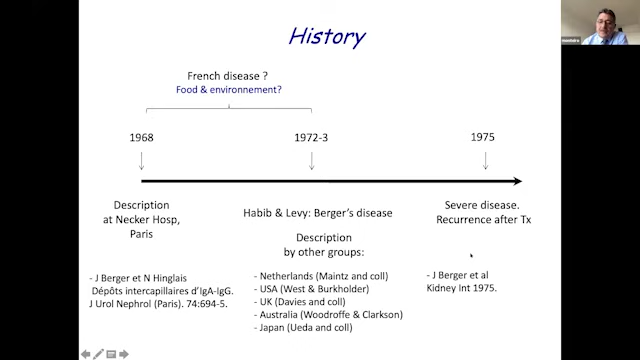 History
French disease ?
Food & environnement?
1968
1972-3
1975
Description
at Necker Hosp,
Paris
Habib & Levy: Berger's disease
Severe disease.
Recurrence after Tx
Description
by other groups:
- J Berger et N Hinglais
Dépôts intercapillaires d'IgA-IgG.
J Urol Nephrol (Paris). 74:694-5.
- Netherlands (Maintz and coll)
- USA (West & Burkholder)
- UK (Davies and coll)
- Australia (Woodroffe & Clarkson)
- Japan (Ueda and coll)
- J Berger et al
Kidney Int 1975.